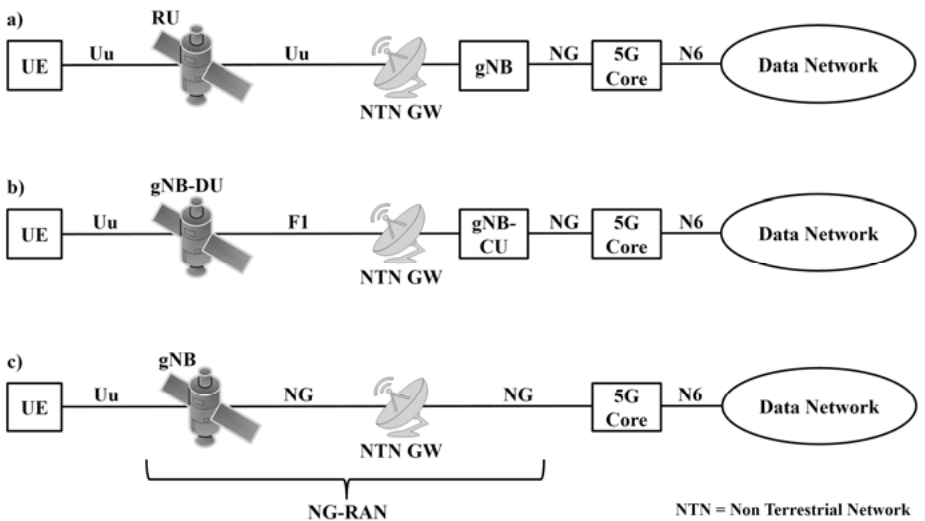 a)
RU
UE
Uu
Uu
NTN GW
gNB
NG
5G
Core
N6
Data Network
b)
gNB-DU
UE
Uu
F1
NTN GW
gNB-
CU
NG
5G
Core
N6
Data Network
c)
gNB
UE
Uu
NG
NTN GW
NG
5G
Core
N6
Data Network
NG-RAN
NTN = Non Terrestrial Network